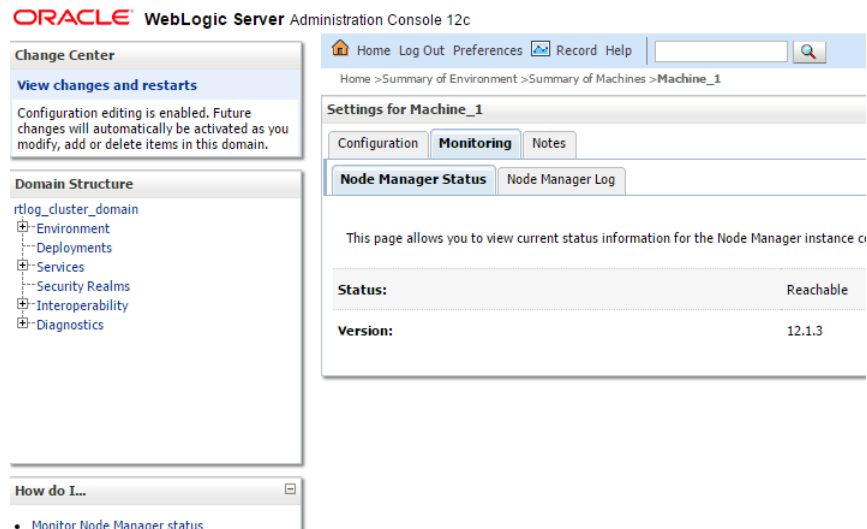 ORACLE WebLogic Server Administration Console 12c
Change Center
View changes and restarts
Configuration editing is enabled. Future
changes will automatically be activated as you
modify, add or delete items in this domain.
Domain Structure
rtlog_cluster_domain
Environment
Deployments
Services
Security Realms
Interoperability
Diagnostics
How do I...
Monitor Node Manager status
Home Log Out Preferences Record Help
Home >Summary of Environment >Summary of Machines >Machine_1
Settings for Machine_1
Configuration Monitoring Notes
Node Manager Status Node Manager Log
This page allows you to view current status information for the Node Manager instance
Status: Reachable
Version: 12.1.3